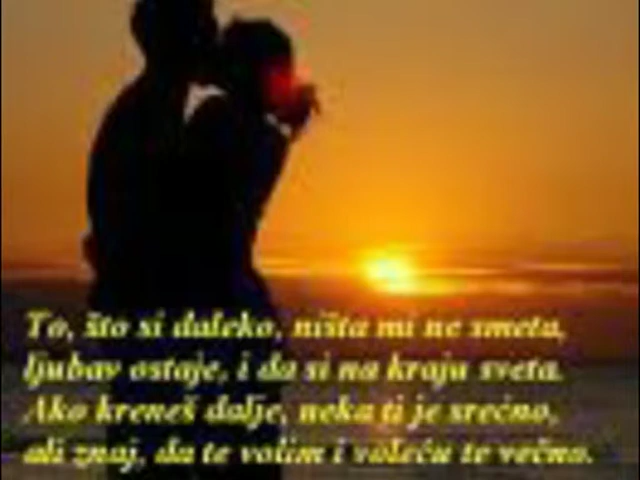 To, što si daleko, ništa mi ne smeta,
ljubav ostaje, i da si na kraju sveta.
Ako kreneš dalje, neka ti je srećno,
ali znaj, da te volim i voleću te večno.